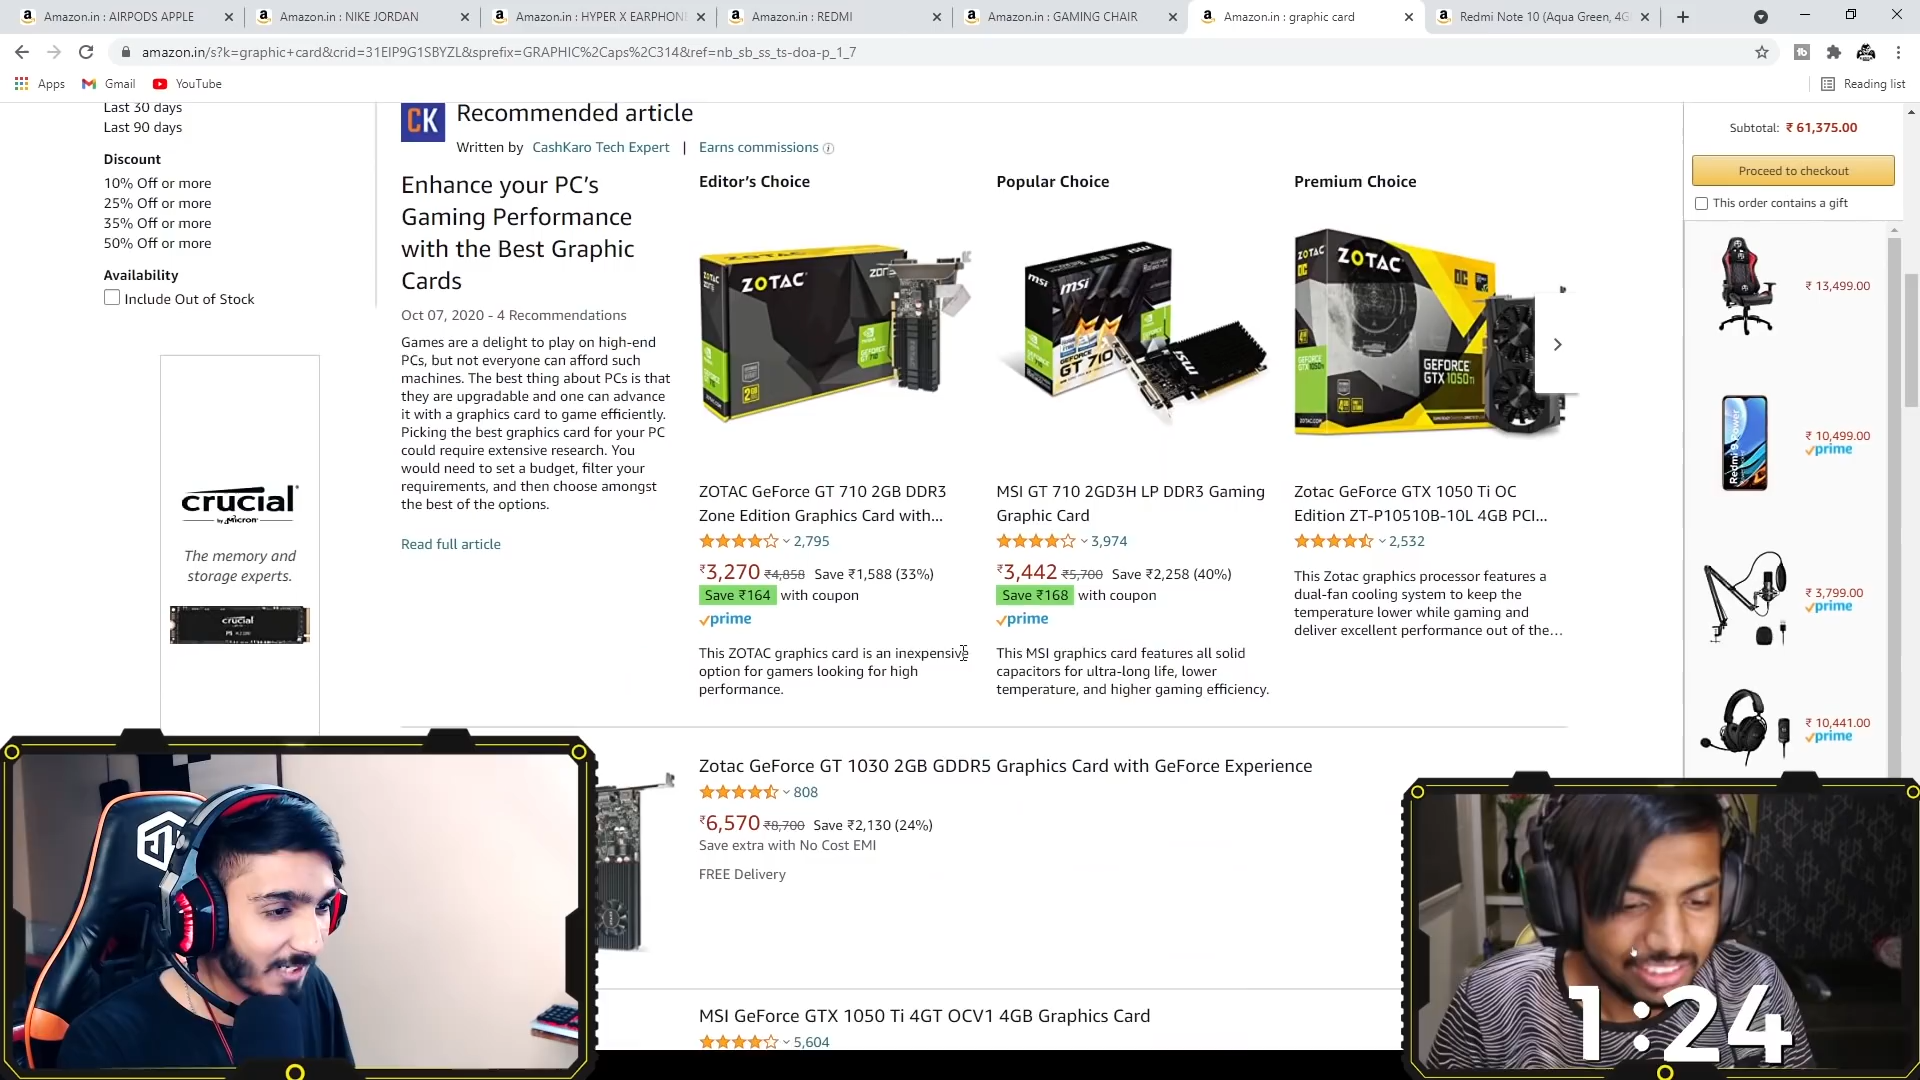 Amazon.in : AIRPODS APPLE
Amazon.in : NIKE JORDAN
Amazon.in : HYPER X EARPHON
Amazon.in : REDMI
Amazon.in : GAMING CHAIR
Amazon.in : graphic card
Redmi Note 10 (Aqua Green, 4G
amazon.in/s?k=graphic+card&crid=31EIP9G1SBYZL&sprefix=GRAPHIC%2Caps%2C314&ref=nb_sb_ss_ts-doa-p_1_7
Apps
Gmail
YouTube
Reading list
Last 30 days
Last 90 days
Discount
10% Off or more
25% Off or more
35% Off or more
50% Off or more
Availability
Include Out of Stock
crucial
by Micron
The memory and
storage experts.
crucial
CK
Recommended article
Written by CashKaro Tech Expert | Earns commissions
Enhance your PC’s
Gaming Performance
with the Best Graphic
Cards
Oct 07, 2020 - 4 Recommendations
Games are a delight to play on high-end
PCs, but not everyone can afford such
machines. The best thing about PCs is that
they are upgradable and one can advance
it with a graphics card to game efficiently.
Picking the best graphics card for your PC
could require extensive research. You
would need to set a budget, filter your
requirements, and then choose amongst
the best of the options.
Read full article
Editor’s Choice
ZOTAC
ZOTAC GeForce GT 710 2GB DDR3
Zone Edition Graphics Card with...
2,795
₹3,270 ₹4,858 Save ₹1,588 (33%)
Save ₹164 with coupon
prime
This ZOTAC graphics card is an inexpensive
option for gamers looking for high
performance.
Popular Choice
msi
msi
GEFORCE
GT 710
MSI GT 710 2GD3H LP DDR3 Gaming
Graphic Card
3,974
₹3,442 ₹5,700 Save ₹2,258 (40%)
Save ₹168 with coupon
prime
This MSI graphics card features all solid
capacitors for ultra-long life, lower
temperature, and higher gaming efficiency.
Premium Choice
OC
ZOTAC
GEFORCE
GTX 1050 Ti
Zotac GeForce GTX 1050 Ti OC
Edition ZT-P10510B-10L 4GB PCI...
2,532
This Zotac graphics processor features a
dual-fan cooling system to keep the
temperature lower while gaming and
deliver excellent performance out of the...
Zotac GeForce GT 1030 2GB GDDR5 Graphics Card with GeForce Experience
808
₹6,570 ₹8,700 Save ₹2,130 (24%)
Save extra with No Cost EMI
FREE Delivery
MSI GeForce GTX 1050 Ti 4GT OCV1 4GB Graphics Card
5,604
Subtotal: ₹ 61,375.00
Proceed to checkout
This order contains a gift
₹ 13,499.00
Redmi 9 Power
₹ 10,499.00
prime
₹ 3,799.00
prime
₹ 10,441.00
prime
1:24